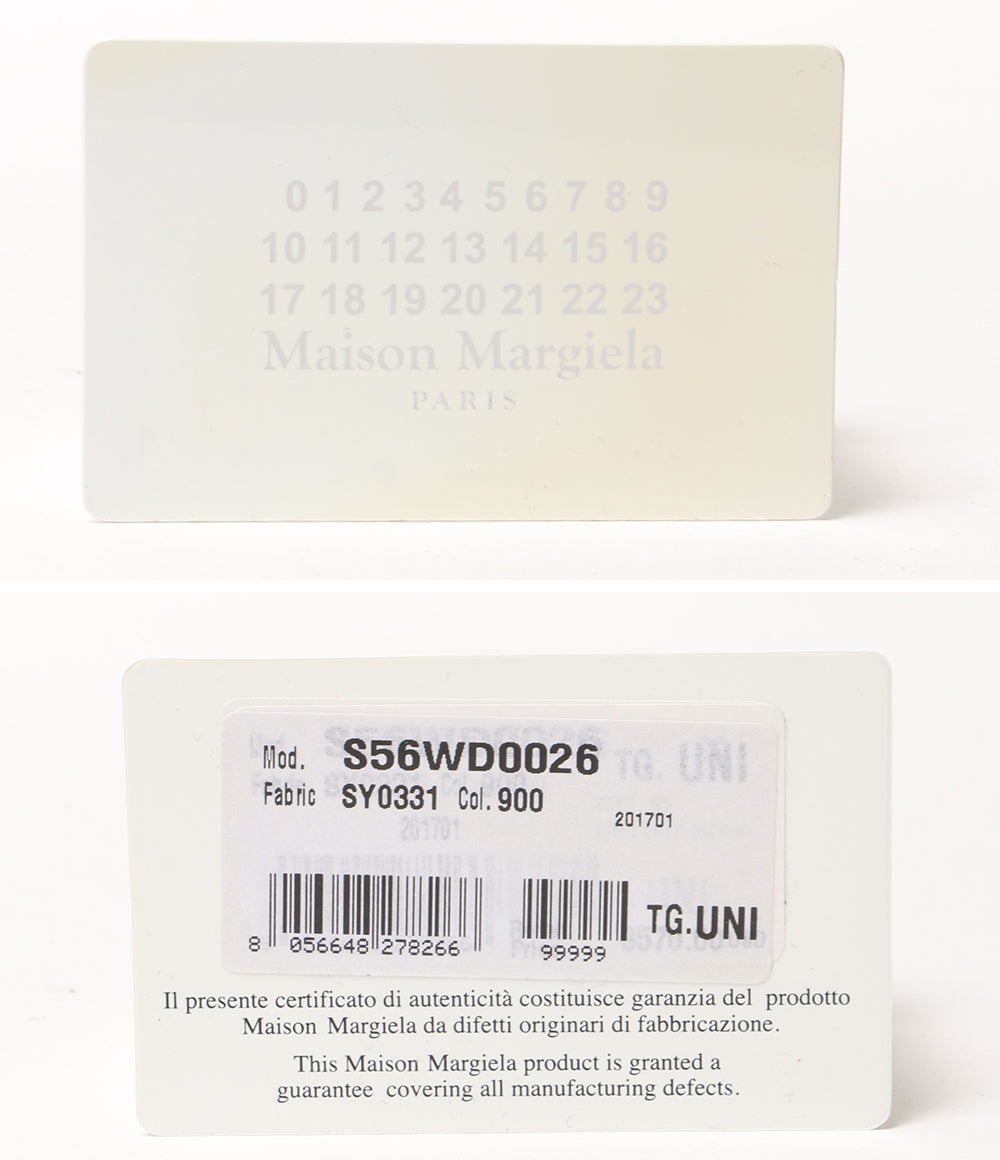 0 1 2 3 4 5 6 7 8 9
10 11 12 13 14 15 16
17 18 19 20 21 22 23
Maison Margiela
PARIS
Mod. S56WD0026
Fabric SY0331 Col. 900
201701
TG. UNI
201701
8 056648 278266
99999
TG. UNI
Il presente certificato di autenticità costituisce garanzia del prodotto
Maison Margiela da difetti originari di fabbricazione.
This Maison Margiela product is granted a
guarantee covering all manufacturing defects.